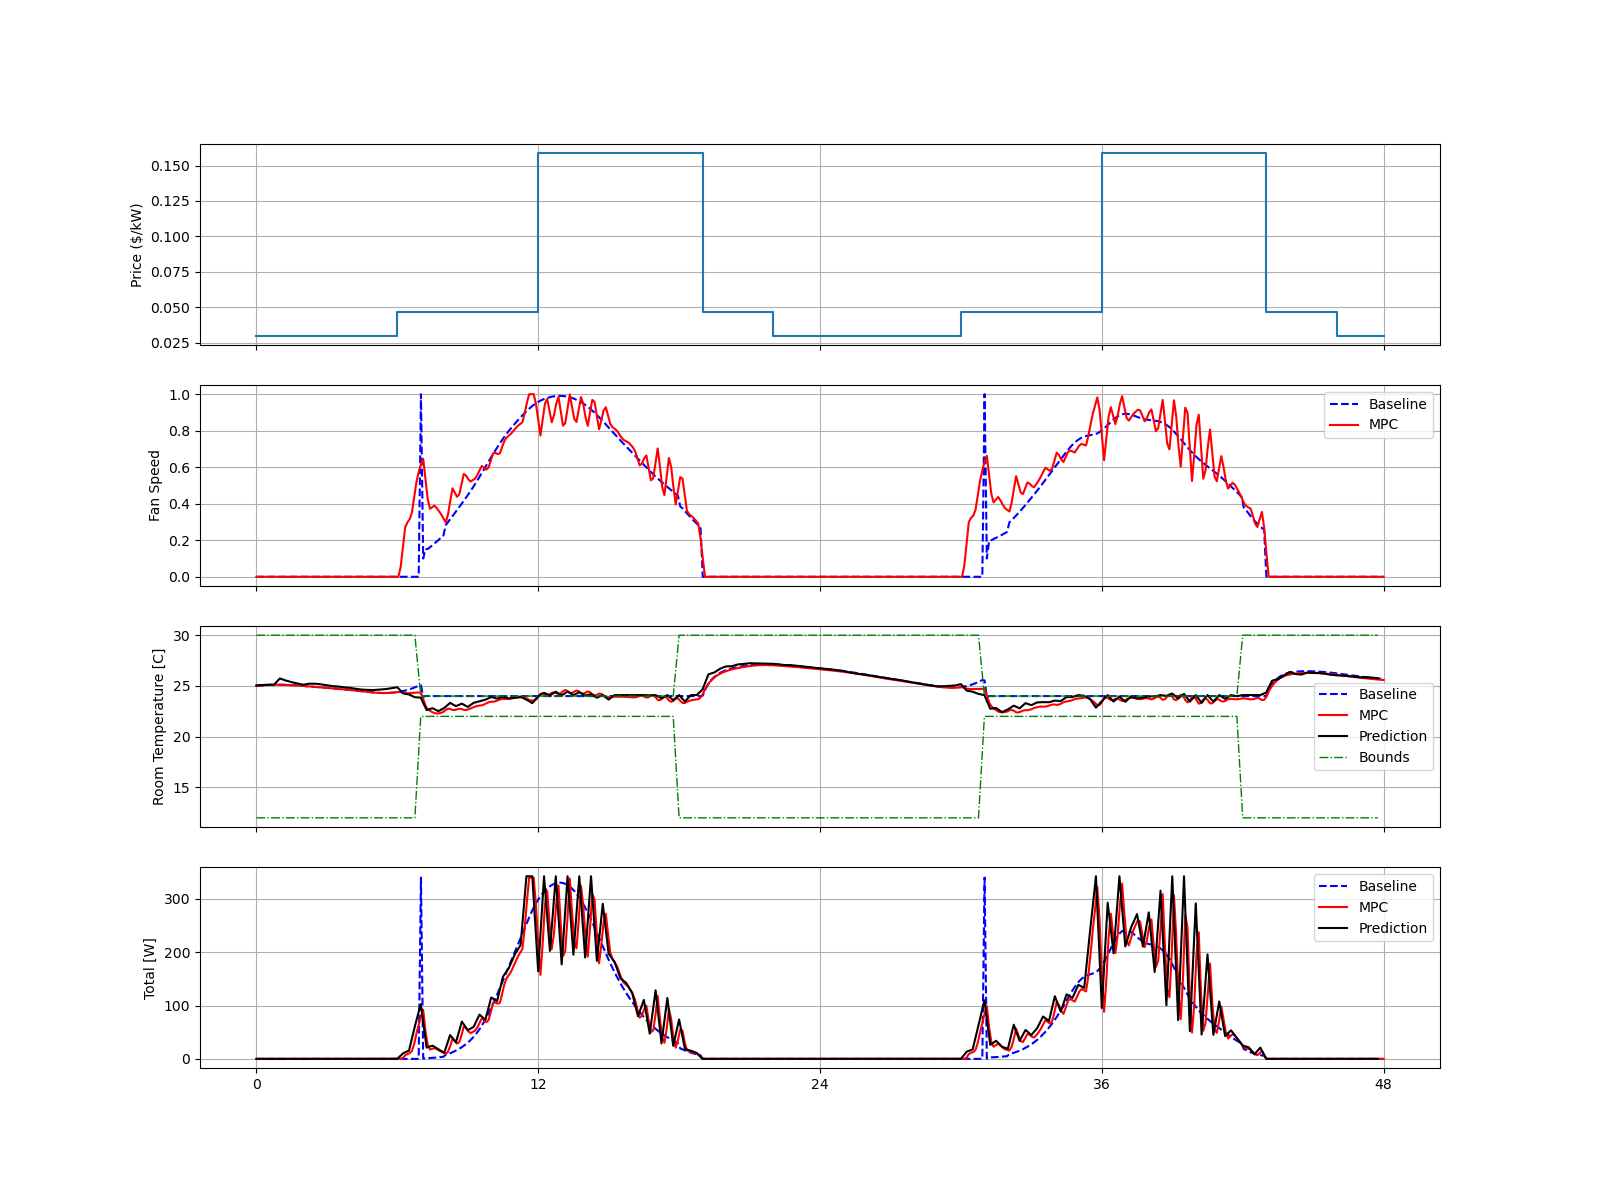 Price ($/kW)
0.150
0.125
0.100
0.075
0.050
0.025
Fan Speed
1.0
0.8
0.6
0.4
0.2
0.0
Baseline
MPC
Room Temperature [C]
30
25
20
15
Baseline
MPC
Prediction
Bounds
Total [W]
300
200
100
0
Baseline
MPC
Prediction
0 12 24 36 48